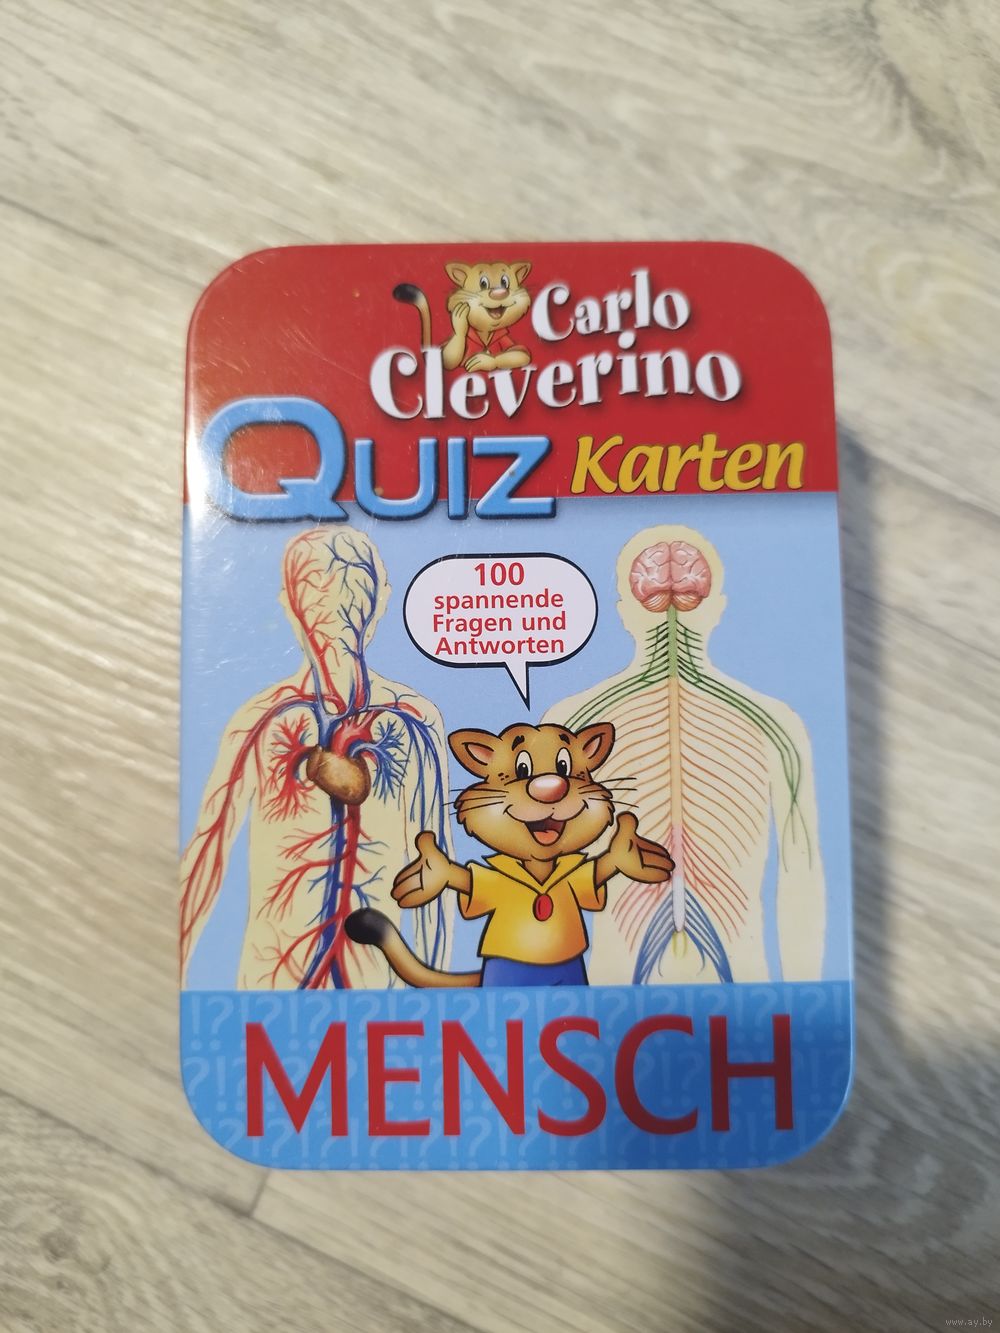 Carlo
Cleverino
Quiz Karten
100
spannende
Fragen und
Antworten
MENSCH
www.ay.by